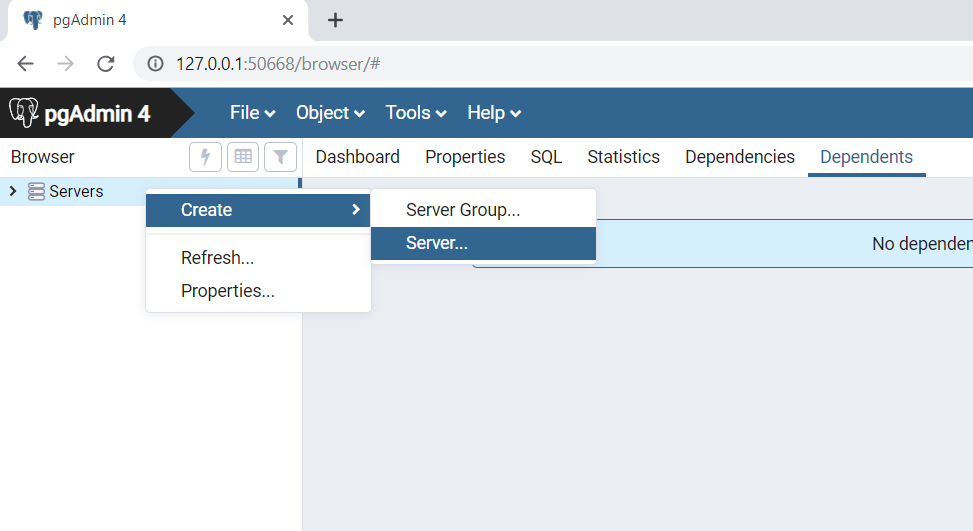 pgAdmin 4
127.0.0.1:50668/browser/#
pgAdmin 4 File Object Tools Help
Browser Dashboard Properties SQL Statistics Dependencies Dependents
Servers
Create Server Group...
Server...
No dependen
Refresh...
Properties...